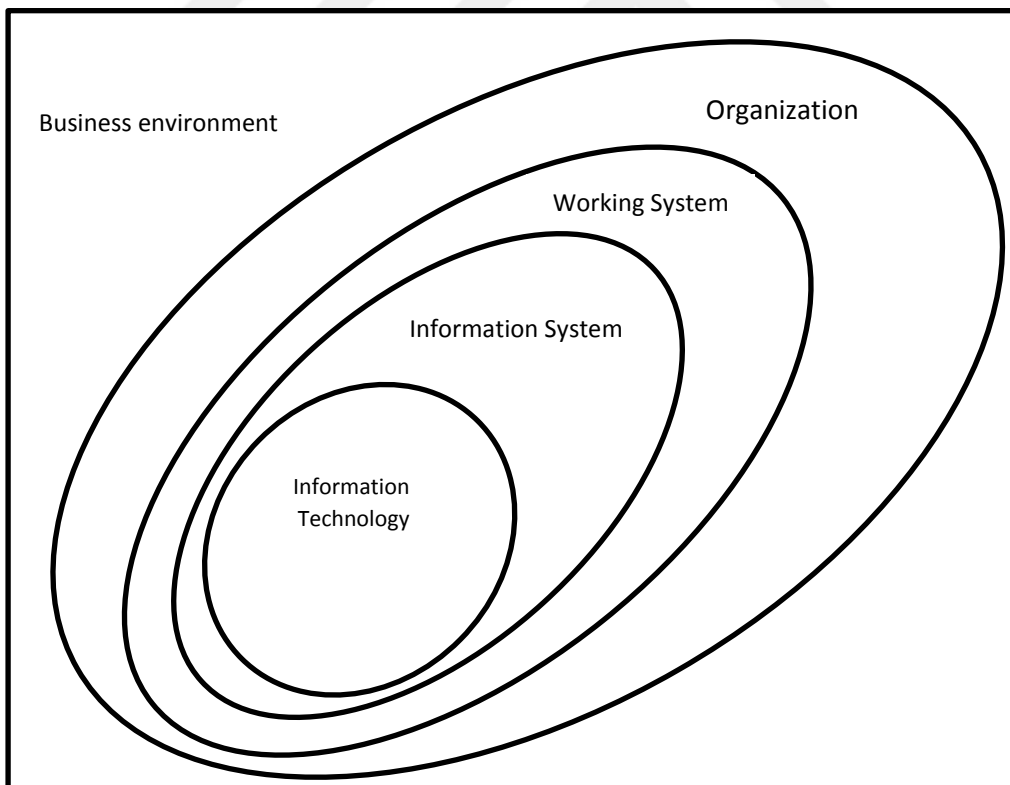 Organization
Business environment
Working System
Information System
Information
Technology